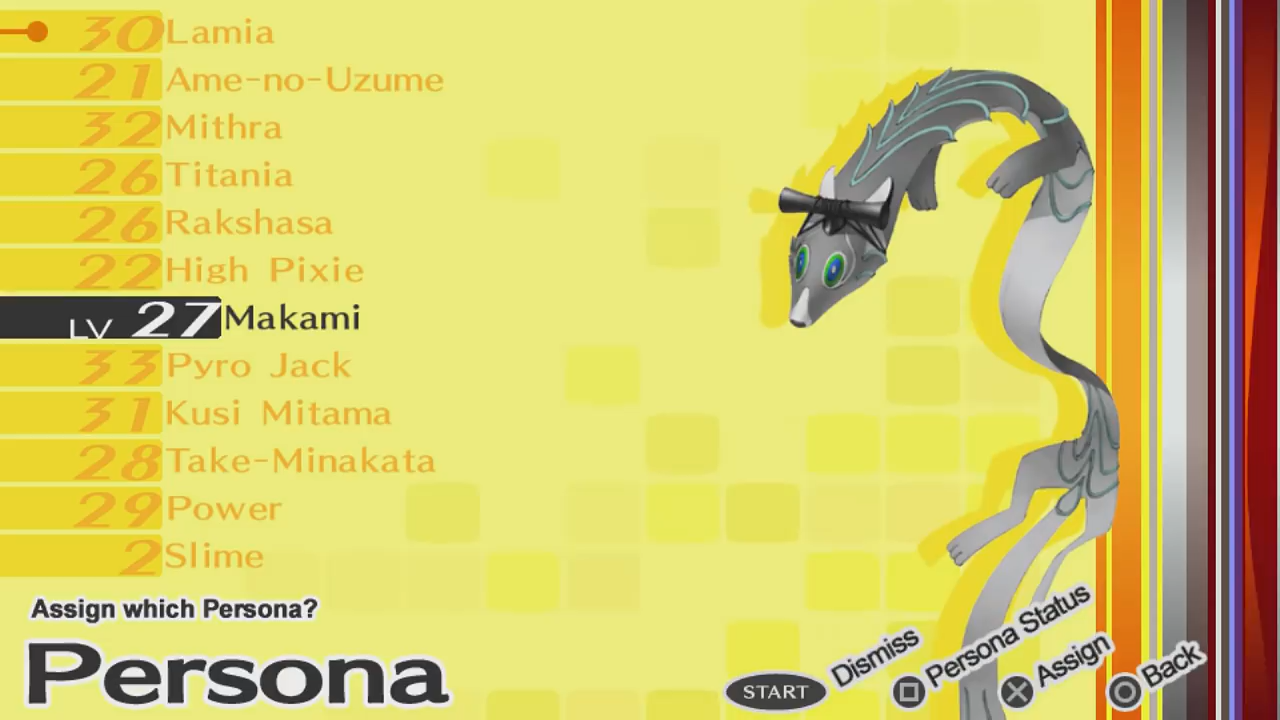 30 Lamia
21 Ame-no-Uzume
32 Mithra
26 Titania
26 Rakshasa
22 High Pixie
LV 27 Makami
33 Pyro Jack
31 Kusi Mitama
28 Take-Minakata
29 Power
2 Slime
Assign which Persona?
Persona
START Dismiss Persona Status Assign Back